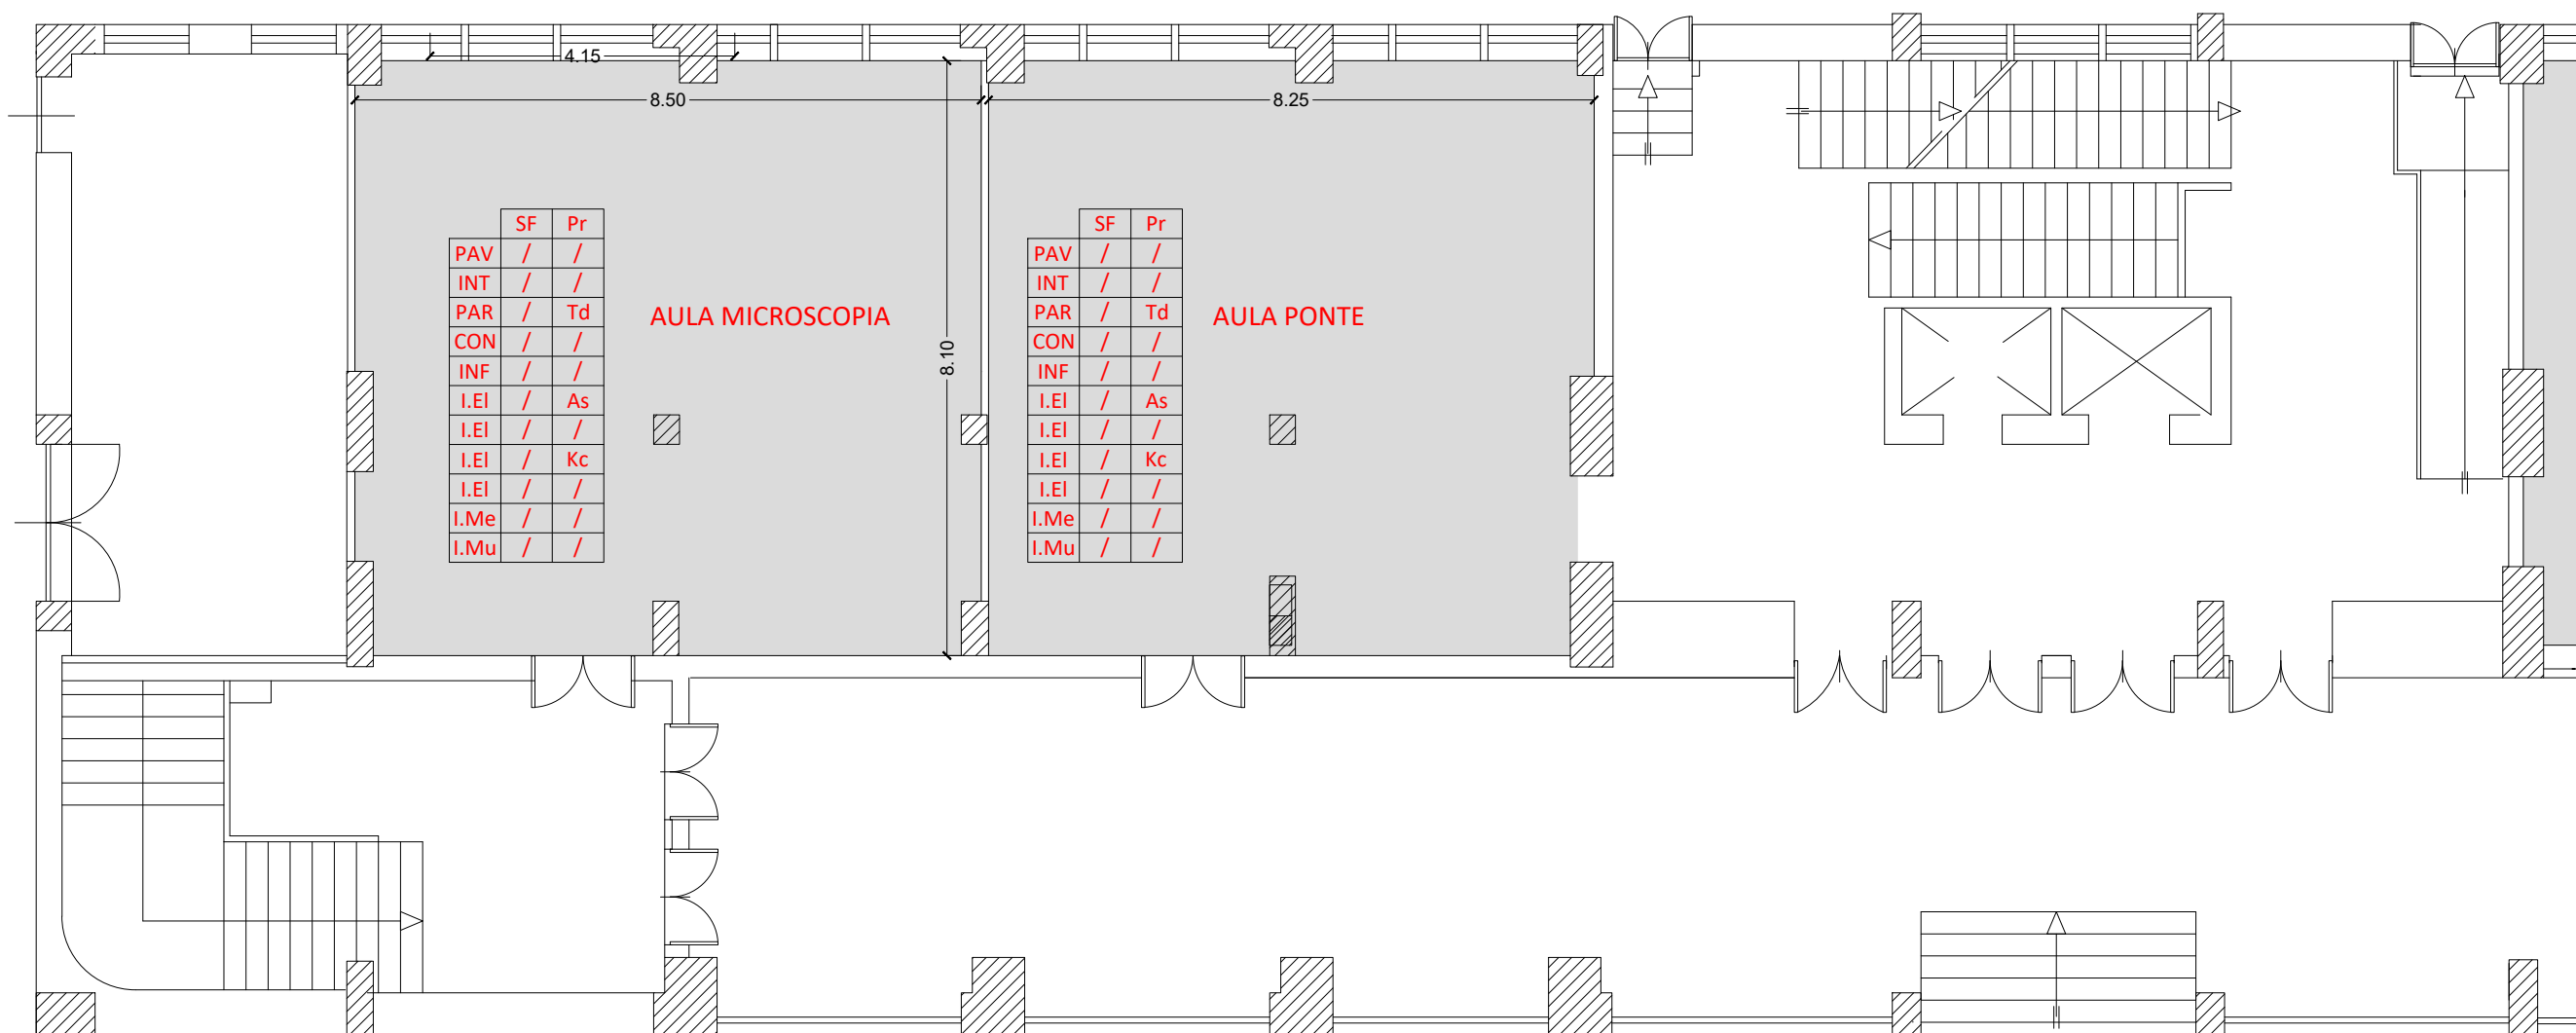 4.15
8.50
8.25
SF Pr
PAV / /
INT / /
PAR / Td
CON / /
INF / /
I.El / As
I.El / /
I.El / Kc
I.El / /
I.Me / /
I.Mu / /
AULA MICROSCOPIA
8.10
SF Pr
PAV / /
INT / /
PAR / Td
CON / /
INF / /
I.El / As
I.El / /
I.El / Kc
I.El / /
I.Me / /
I.Mu / /
AULA PONTE